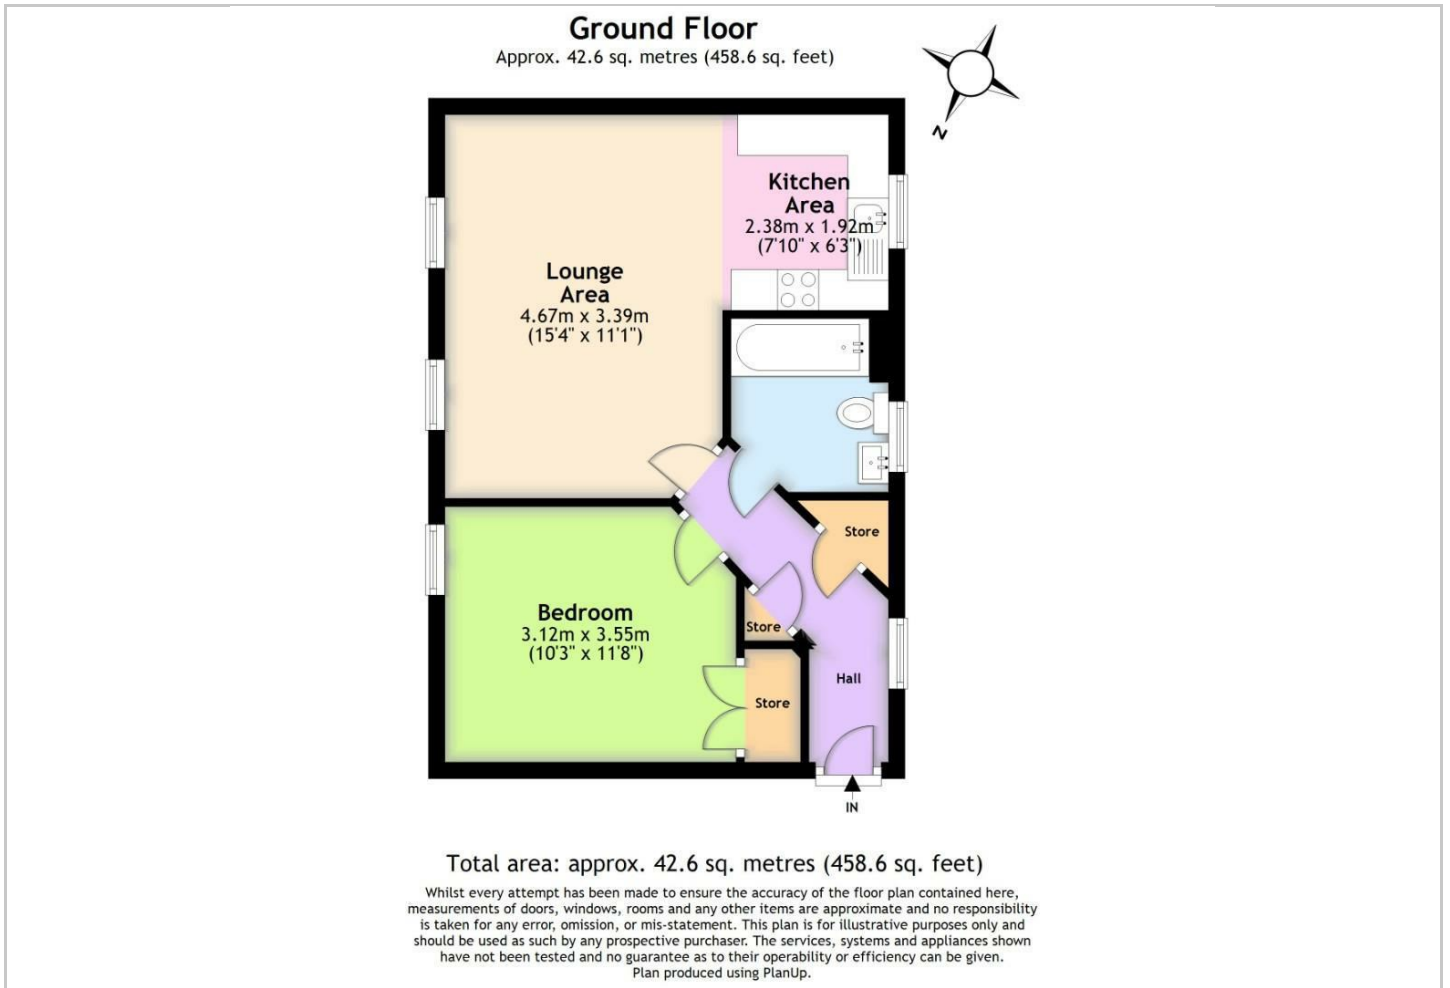 Ground Floor
Approx. 42.6 sq. metres (458.6 sq. feet)
N
Kitchen
Area
2.38m x 1.92m
(7'10" x 6'3")
Lounge
Area
4.67m x 3.39m
(15'4" x 11'1")
Store
Bedroom
3.12m x 3.55m
(10'3" x 11'8")
Store
Hall
Store
IN
Total area: approx. 42.6 sq. metres (458.6 sq. feet)
Whilst every attempt has been made to ensure the accuracy of the floor plan contained here,
measurements of doors, windows, rooms and any other items are approximate and no responsibility
is taken for any error, omission, or mis-statement. This plan is for illustrative purposes only and
should be used as such by any prospective purchaser. The services, systems and appliances shown
have not been tested and no guarantee as to their operability or efficiency can be given.
Plan produced using PlanUp.